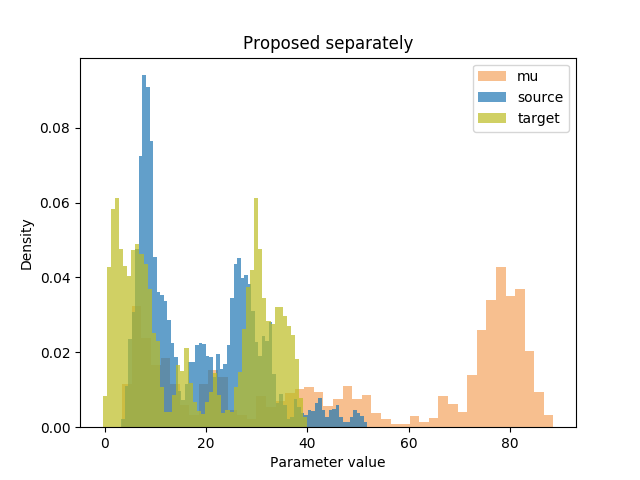 Proposed separately
mu
source
target
Density
0.08
0.06
0.04
0.02
0.00
0
20
40
60
80
Parameter value